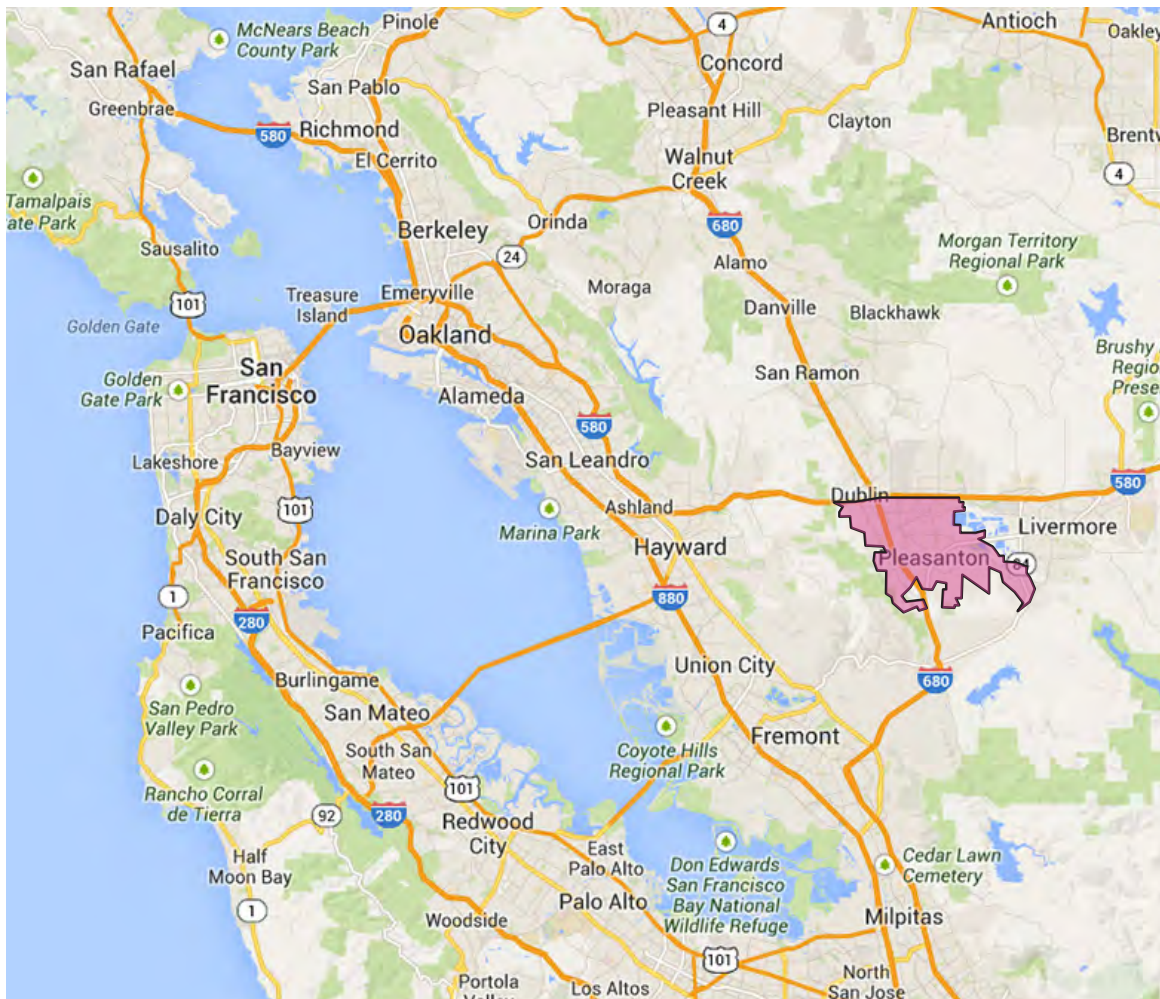 Pinole
4
Antioch
Oakley
McNears Beach
County Park
San Rafael
Concord
San Pablo
Greenbrae
Pleasant Hill
Clayton
580
Richmond
El Cerrito
Brentw
4
Walnut
Creek
Tamalpais
ate Park
Orinda
680
Berkeley
Sausalito
24
Alamo
Morgan Territory
Regional Park
101
Treasure
Island
Emeryville
Moraga
Danville
Blackhawk
Golden Gate
Oakland
San
Francisco
Brushy
Regio
Prese
Golden
Gate Park
San Ramon
Alameda
580
Lakeshore
Bayview
San Leandro
580
Dublin
101
Daly City
Marina Park
Ashland
Livermore
Hayward
Pleasanton
84
South San
Francisco
1
880
280
Pacifica
Union City
680
Burlingame
San Pedro
Valley Park
San Mateo
Coyote Hills
Regional Park
Fremont
South San
Mateo
Rancho Corral
de Tierra
101
92
280
Redwood
City
Half
Moon Bay
East
Palo Alto
Don Edwards
San Francisco
Bay National
Wildlife Refuge
Cedar Lawn
Cemetery
1
Palo Alto
Woodside
Milpitas
101
Portola
Valley
Los Altos
North
San Jose